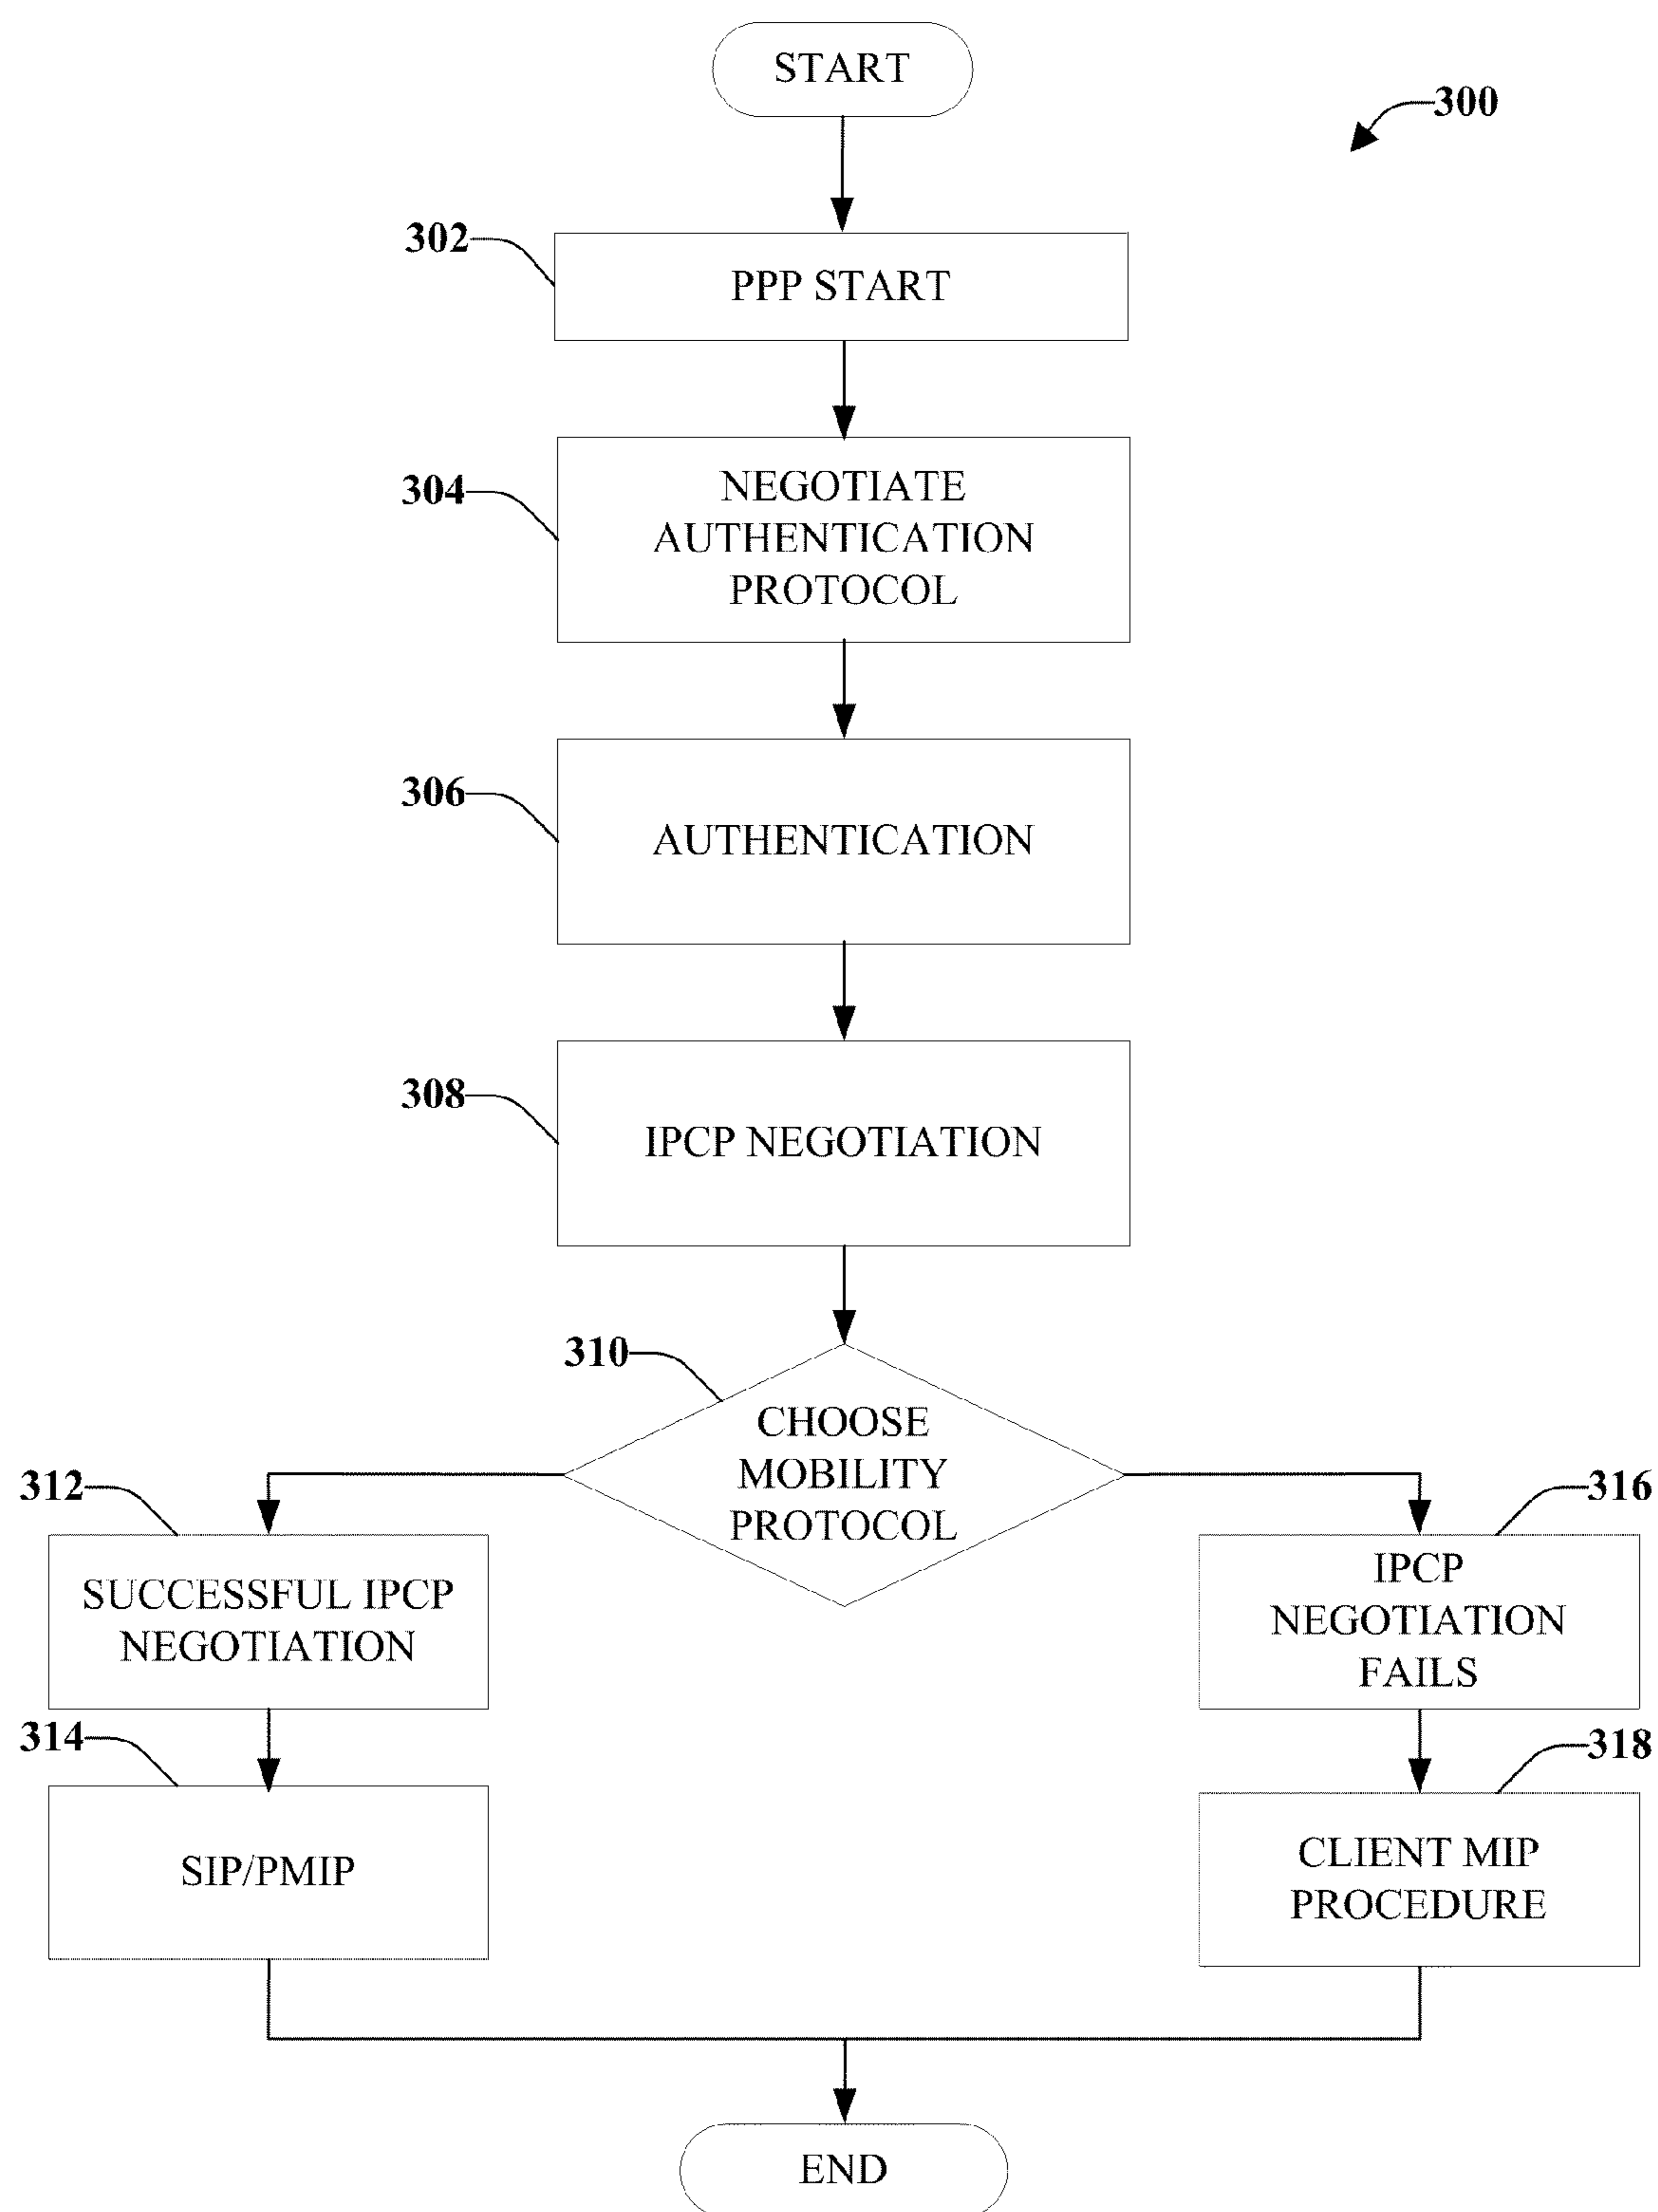 START
300
302
PPP START
304
NEGOTIATE
AUTHENTICATION
PROTOCOL
306
AUTHENTICATION
308
IPCP NEGOTIATION
310
CHOOSE
MOBILITY
PROTOCOL
312
SUCCESSFUL IPCP
NEGOTIATION
314
SIP/PMIP
316
IPCP
NEGOTIATION
FAILS
318
CLIENT MIP
PROCEDURE
END